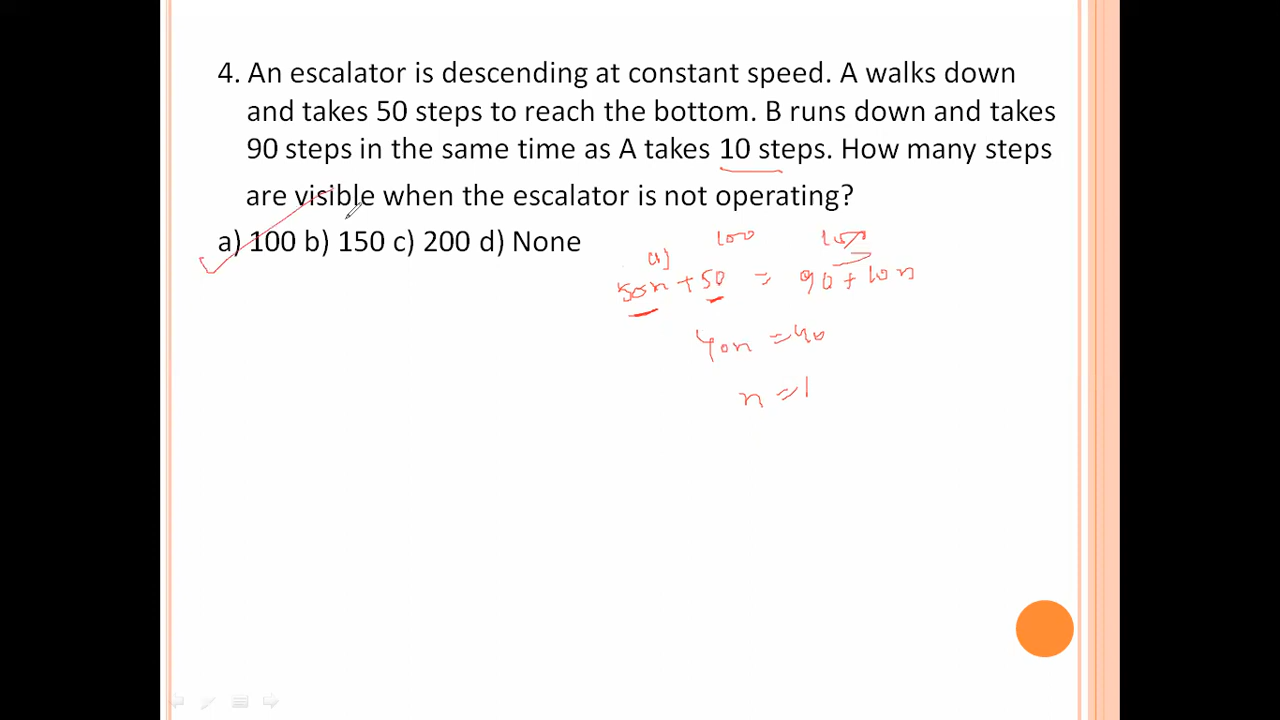 4. An escalator is descending at constant speed. A walks down
and takes 50 steps to reach the bottom. B runs down and takes
90 steps in the same time as A takes 10 steps. How many steps
are visible when the escalator is not operating?
a) 100 b) 150 c) 200 d) None
100
50n + 50 = 90 + 10n
40n = 40
n = 1